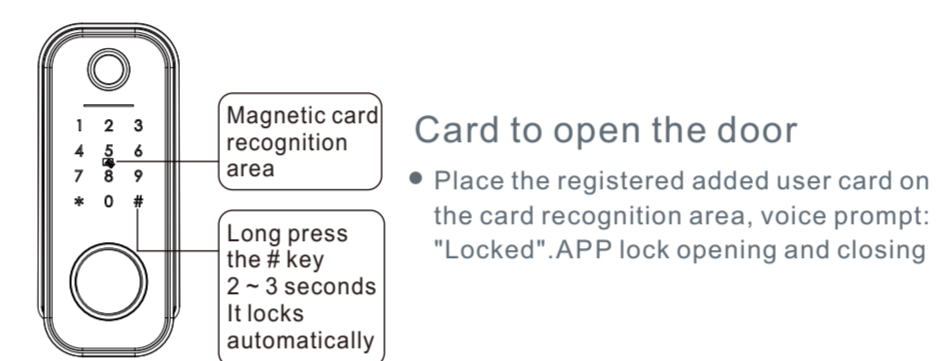 1 2 3
4 5 6
7 8 9
* 0 #
Magnetic card
recognition
area
Long press
the # key
2 ~ 3 seconds
It locks
automatically
Card to open the door
● Place the registered added user card on
the card recognition area, voice prompt:
"Locked".APP lock opening and closing